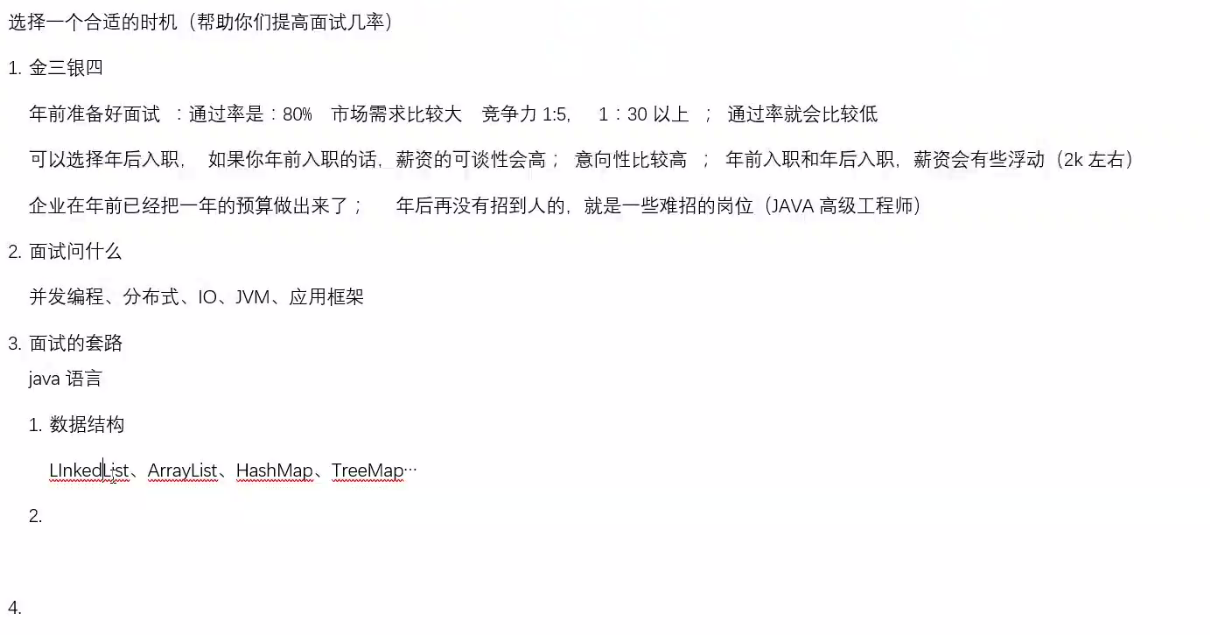 选择一个合适的时机（帮助你们提高面试几率）
1. 金三银四
年前准备好面试 ：通过率是：80% 市场需求比较大 竞争力 1:5, 1：30 以上 ； 通过率就会比较低
可以选择年后入职， 如果你年前入职的话，薪资的可谈性会高； 意向性比较高 ； 年前入职和年后入职，薪资会有些浮动（2k 左右）
企业在年前已经把一年的预算做出来了； 年后再没有招到人的，就是一些难招的岗位（JAVA 高级工程师）
2. 面试问什么
并发编程、分布式、IO、JVM、应用框架
3. 面试的套路
java 语言
1. 数据结构
LInkedList、ArrayList、HashMap、TreeMap…
2.
4.